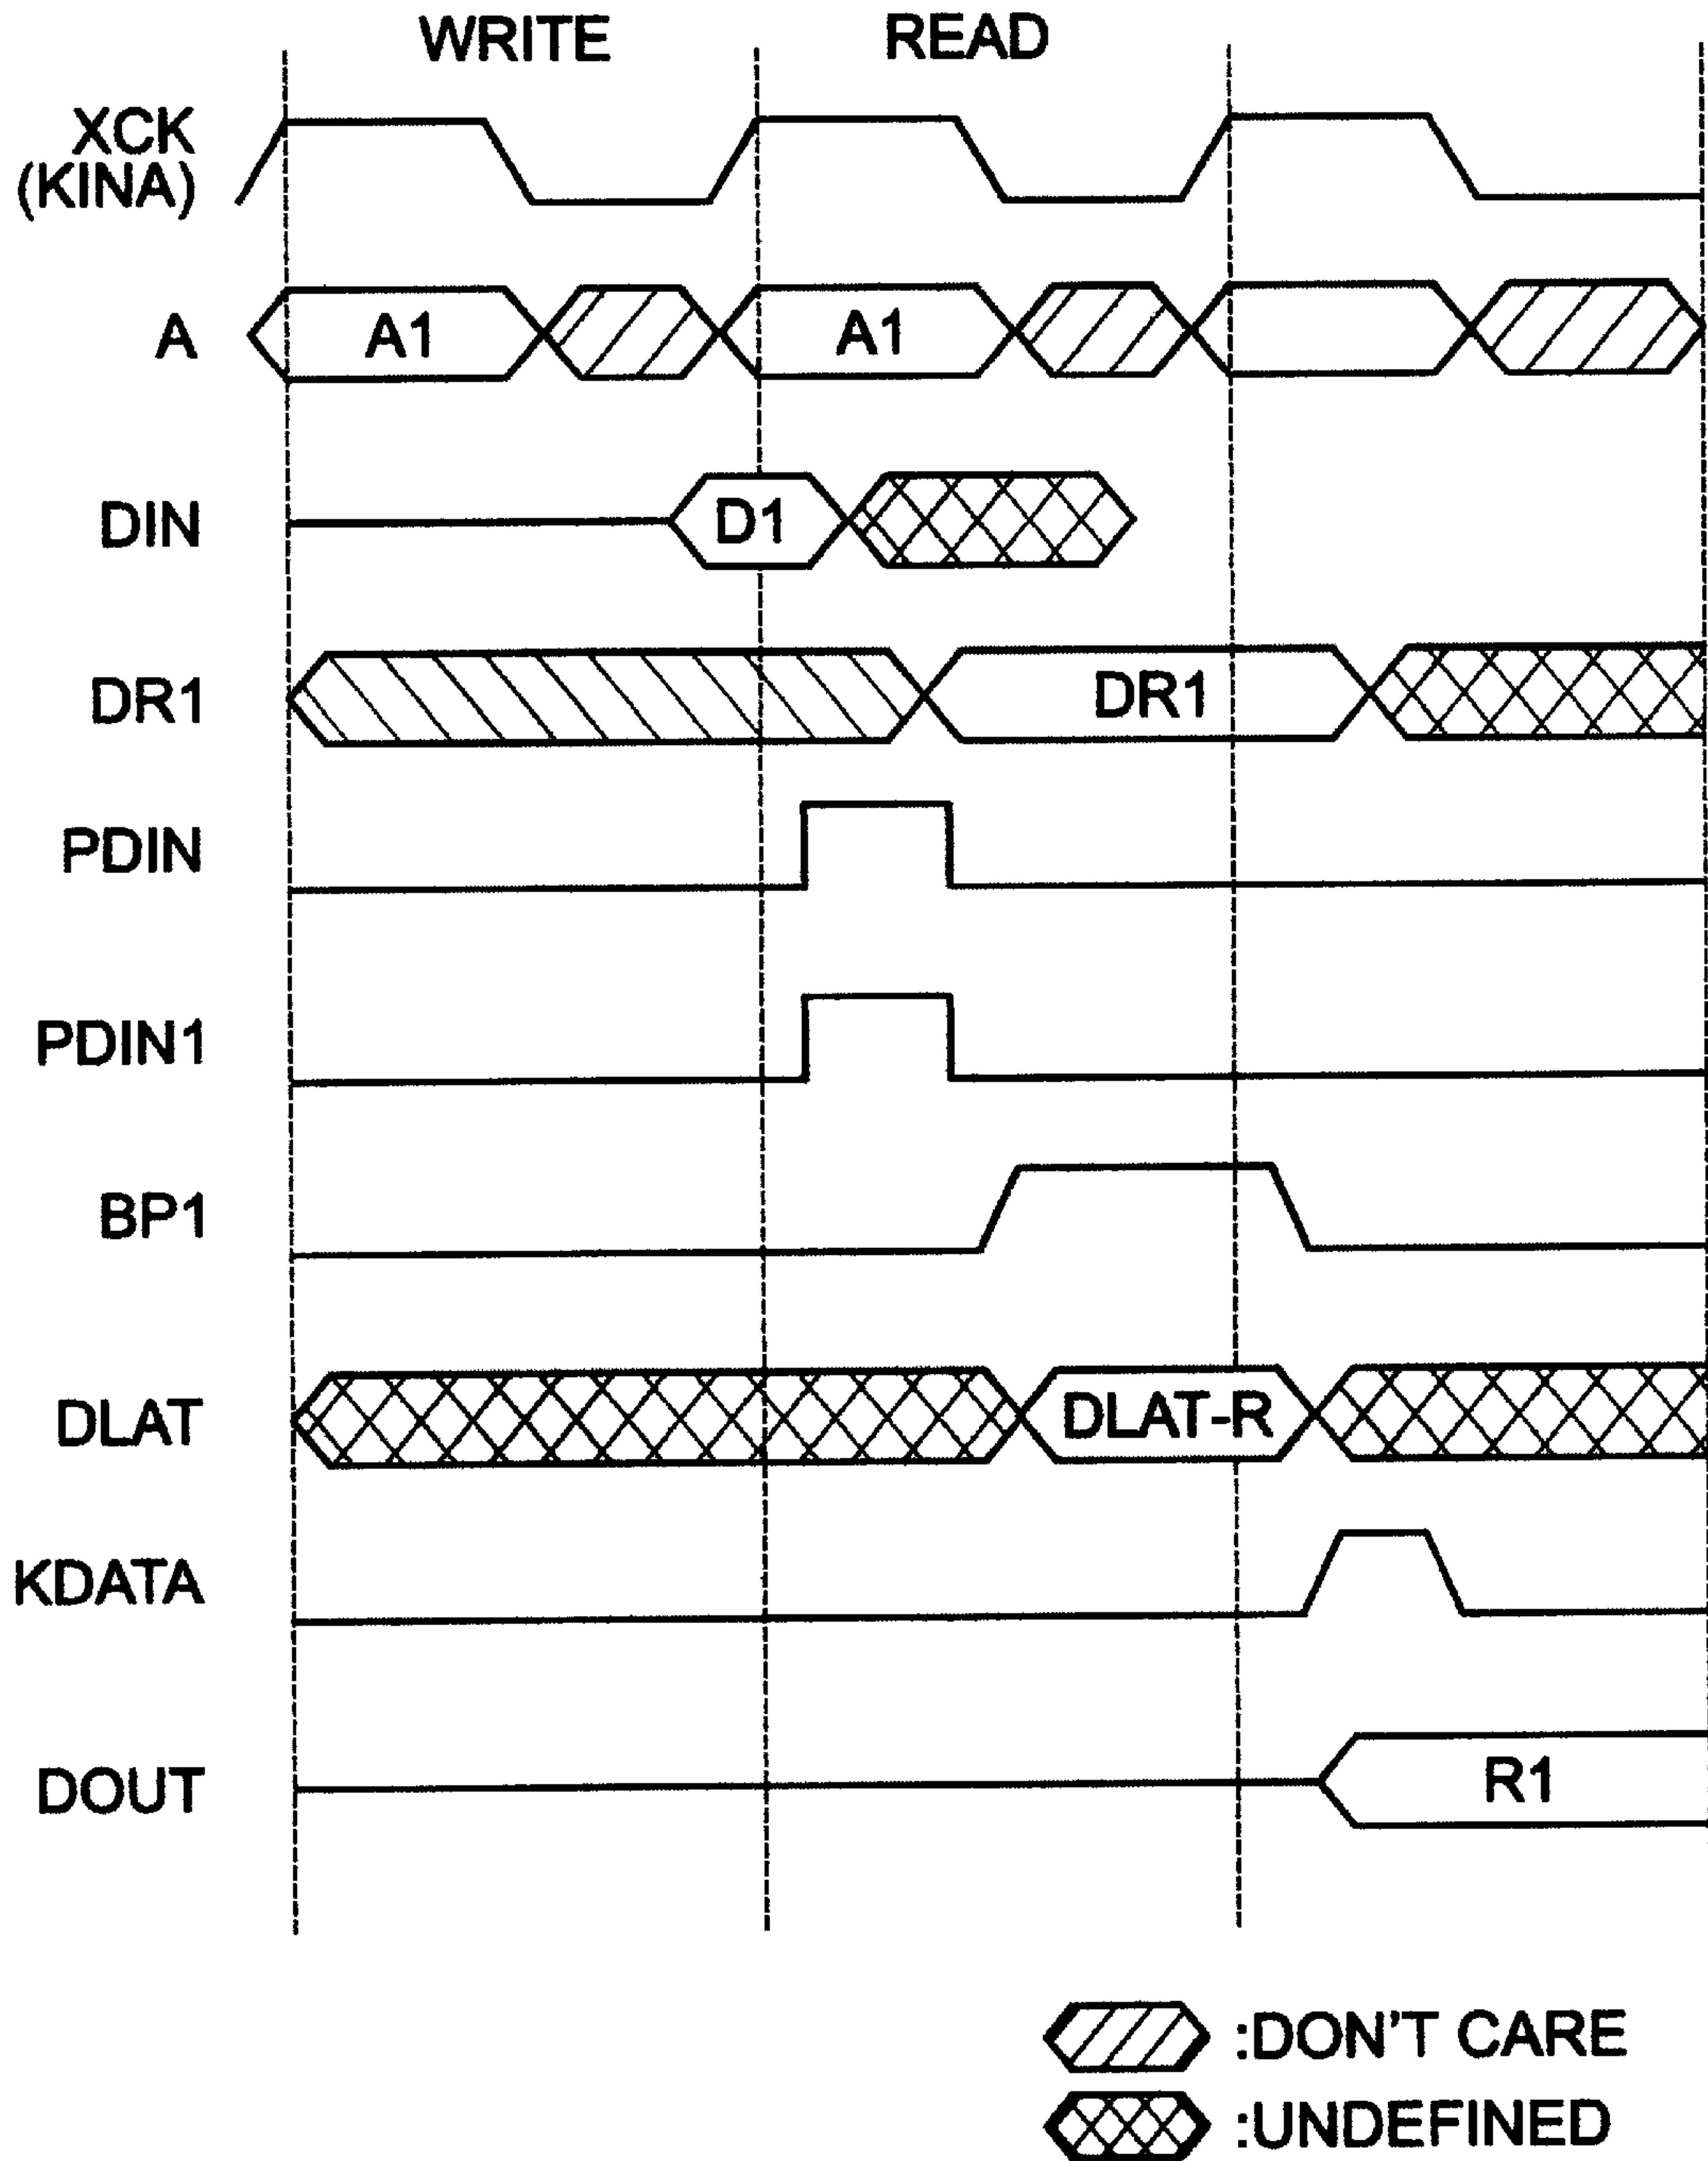 WRITE READ
XCK
(KINA)
A A1 A1
DIN D1
DR1 DR1
PDIN
PDIN1
BP1
DLAT DLAT-R
KDATA
DOUT R1
:DON'T CARE
:UNDEFINED